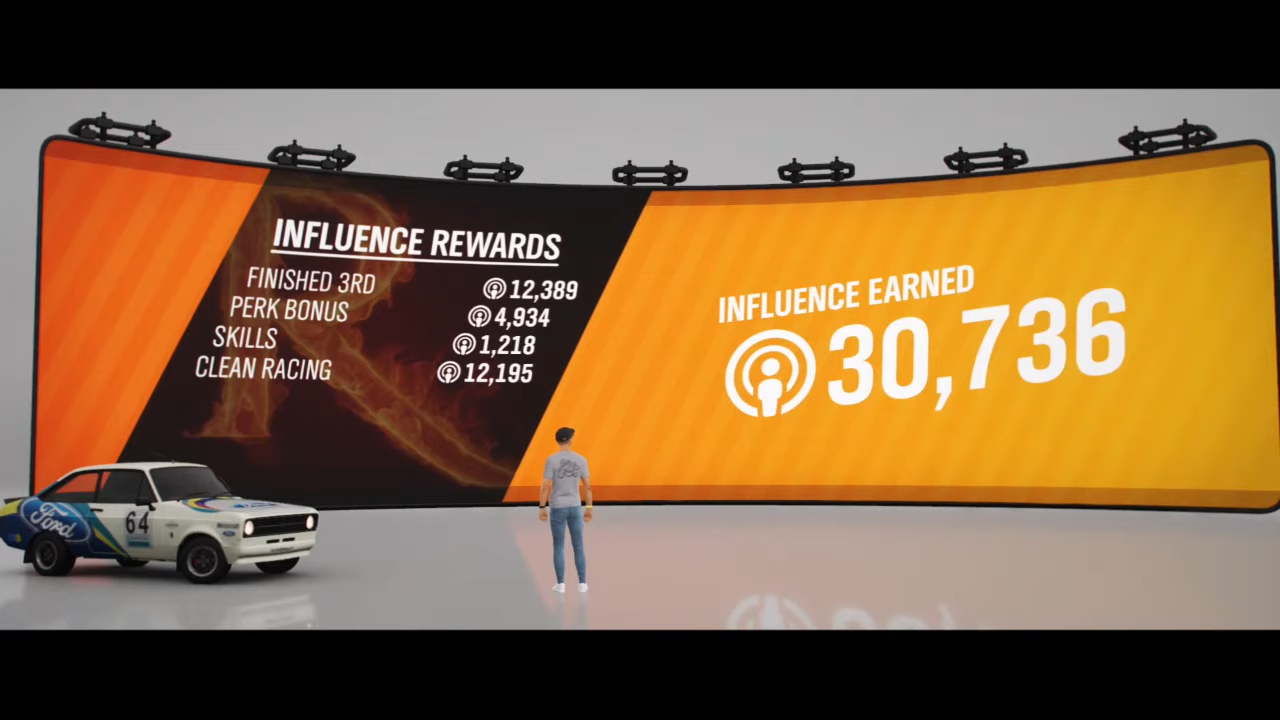 INFLUENCE REWARDS
FINISHED 3RD 12,389
PERK BONUS 4,934
SKILLS 1,218
CLEAN RACING 12,195
INFLUENCE EARNED
30,736
Ford
64